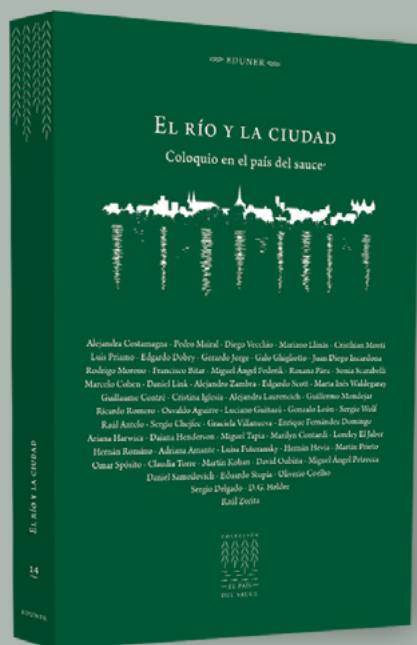 EDUNER
EL RÍO Y LA CIUDAD
Coloquio en el país del sauce
Alejandra Costamagna - Pedro Mairal - Diego Vecchio - Mariano Llinás - Cristhian Monti
Luis Priamo - Edgardo Dobry - Gerardo Jorge - Galo Ghigliotto - Juan Diego Incardona
Rodrigo Moreno - Francisco Bitar - Miguel Ángel Federik - Roxana Páez - Sonia Scarabelli
Marcelo Cohen - Daniel Link - Alejandro Zambra - Edgardo Scott - María Inés Waldegaray
Guillaume Contré - Cristina Iglesia - Alejandra Laurencich - Guillermo Mondejar
Ricardo Romero - Osvaldo Aguirre - Luciano Guiñazú - Gonzalo León - Sergio Wolf
Raúl Antelo - Sergio Chejfec - Graciela Villanueva - Enrique Fernández Domingo
Ariana Harwicz - Daiana Henderson - Miguel Tapia - Marilyn Contardi - Loreley El Jaber
Hernán Ronsino - Adriana Amante - Luisa Futoransky - Hernán Hevia - Martín Prieto
Omar Spósito - Claudia Torre - Martín Kohan - David Oubiña - Miguel Ángel Petrecca
Daniel Samoilovich - Eduardo Stupía - Oliverio Coelho
Sergio Delgado - D.G. Helder
Raúl Zurita
COLECCIÓN
EL PAÍS
DEL SAUCE
EL RÍO Y LA CIUDAD
14
EDUNER